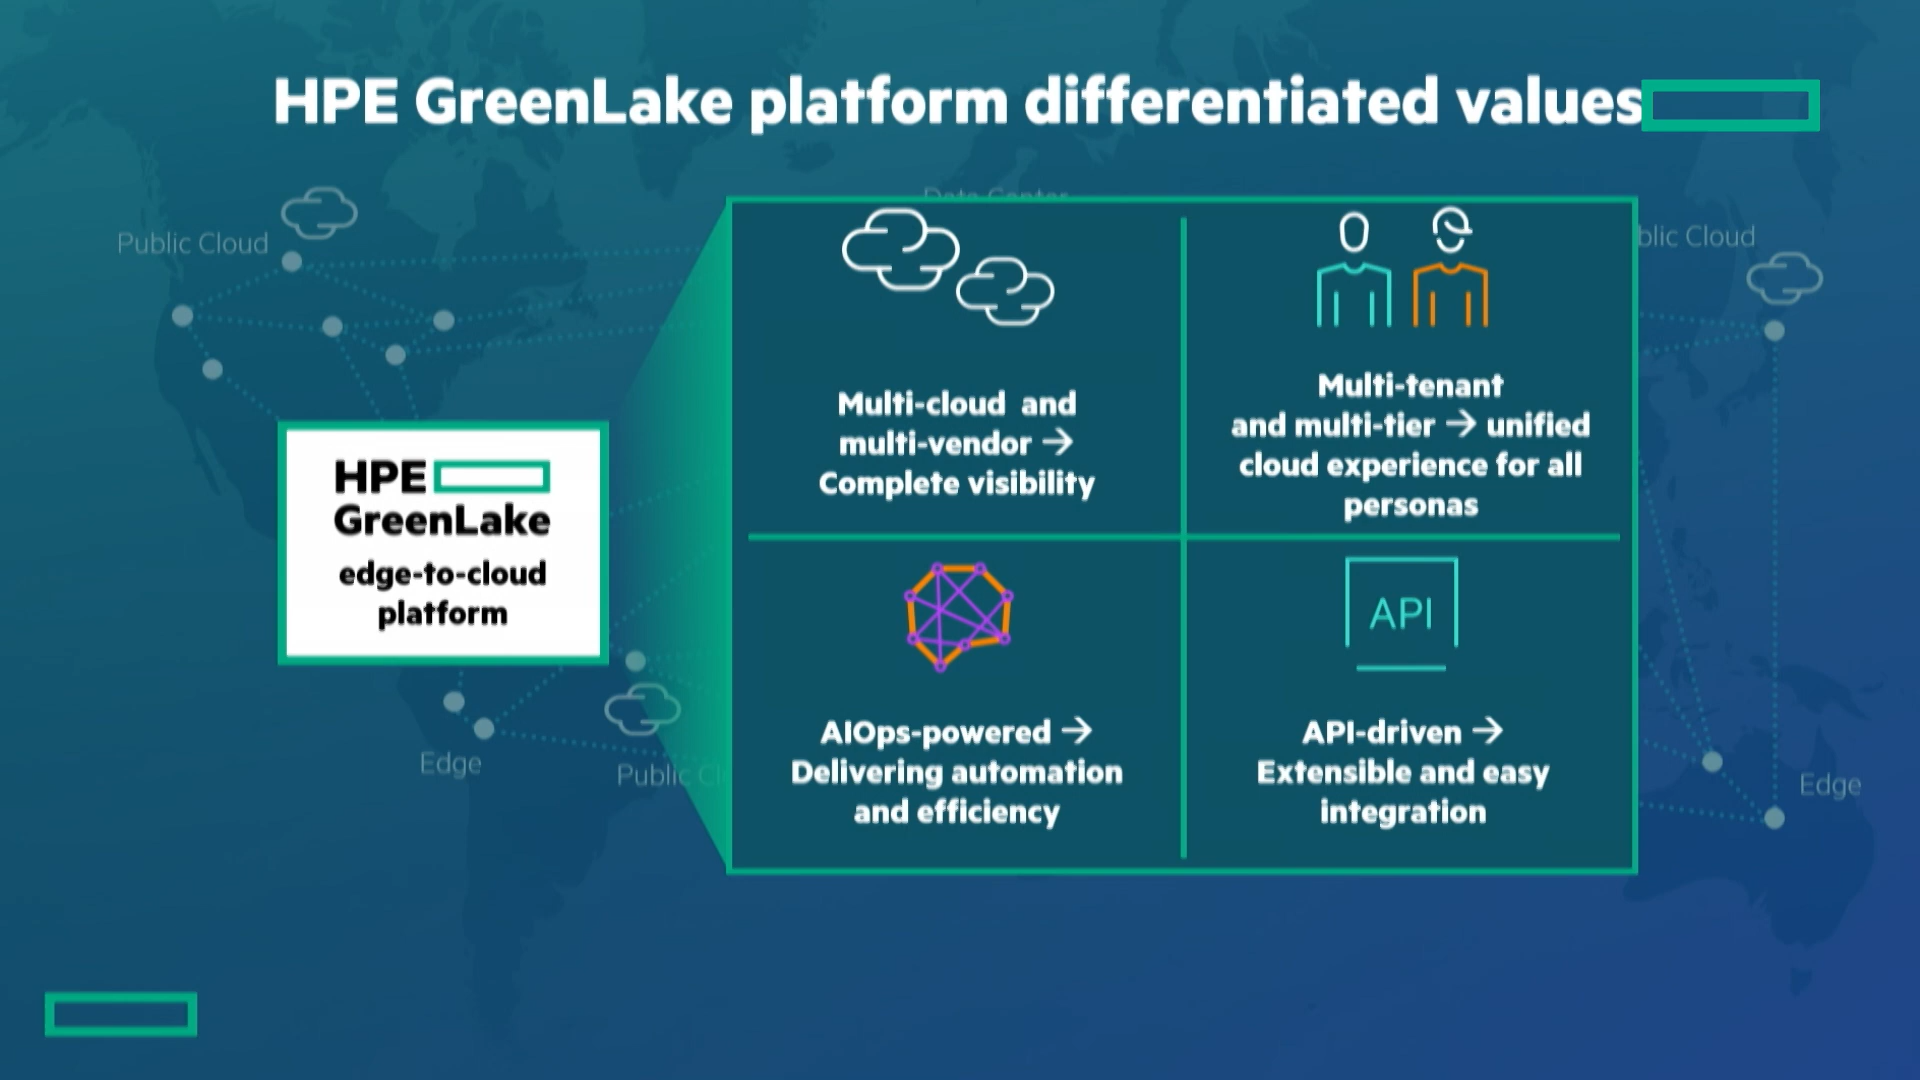 HPE GreenLake platform differentiated values
Data Center
Public Cloud
blic Cloud
Multi-cloud and
multi-vendor →
Complete visibility
Multi-tenant
and multi-tier → unified
cloud experience for all
personas
HPE
GreenLake
edge-to-cloud
platform
API
AIOps-powered →
Delivering automation
and efficiency
API-driven →
Extensible and easy
integration
Edge
Public Cl
Edge